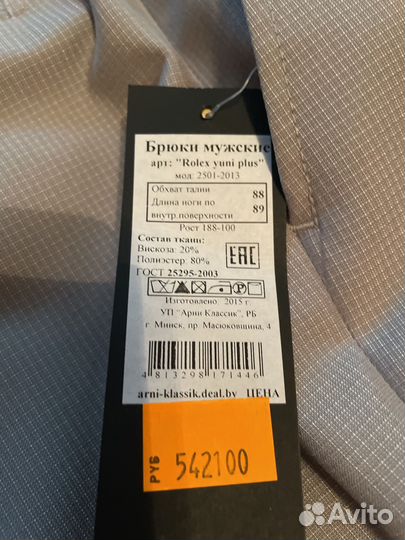 Брюки мужские
арт: "Rolex yuni plus"
мод: 2501-2013
Обхват талии 88
Длина ноги по
внутр.поверхности 89
Рост 188-100
Состав ткани:
Вискоза: 20%
Полиэстер: 80%
ГОСТ 25295-2003
ЕАС
Изготовлено: 2015 г.
УП "Арни Классик", РБ
г. Минск, пр. Масюковщина, 4
4 813298 171446
arni-klassik.deal.by ЦЕНА
РУБ 542100
Avito